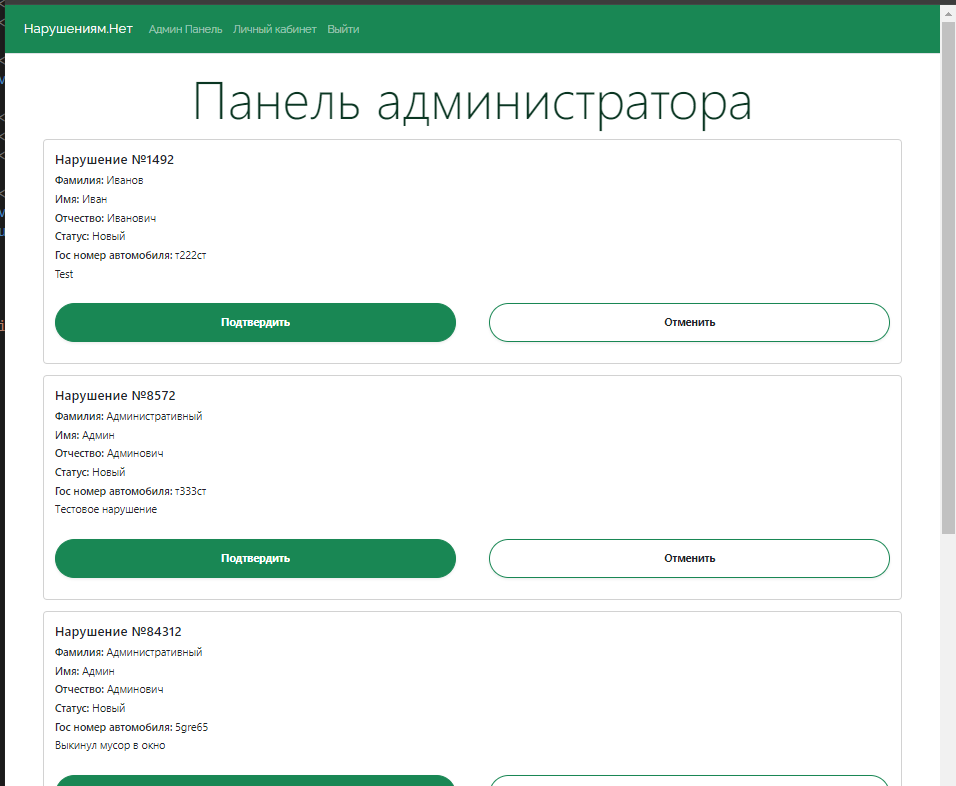 Нарушениям.Нет Админ Панель Личный кабинет Выйти
Панель администратора
Нарушение №1492
Фамилия: Иванов
Имя: Иван
Отчество: Иванович
Статус: Новый
Гос номер автомобиля: т222ст
Test
Подтвердить Отменить
Нарушение №8572
Фамилия: Административный
Имя: Админ
Отчество: Админович
Статус: Новый
Гос номер автомобиля: т333ст
Тестовое нарушение
Подтвердить Отменить
Нарушение №84312
Фамилия: Административный
Имя: Админ
Отчество: Админович
Статус: Новый
Гос номер автомобиля: 5gre65
Выкинул мусор в окно